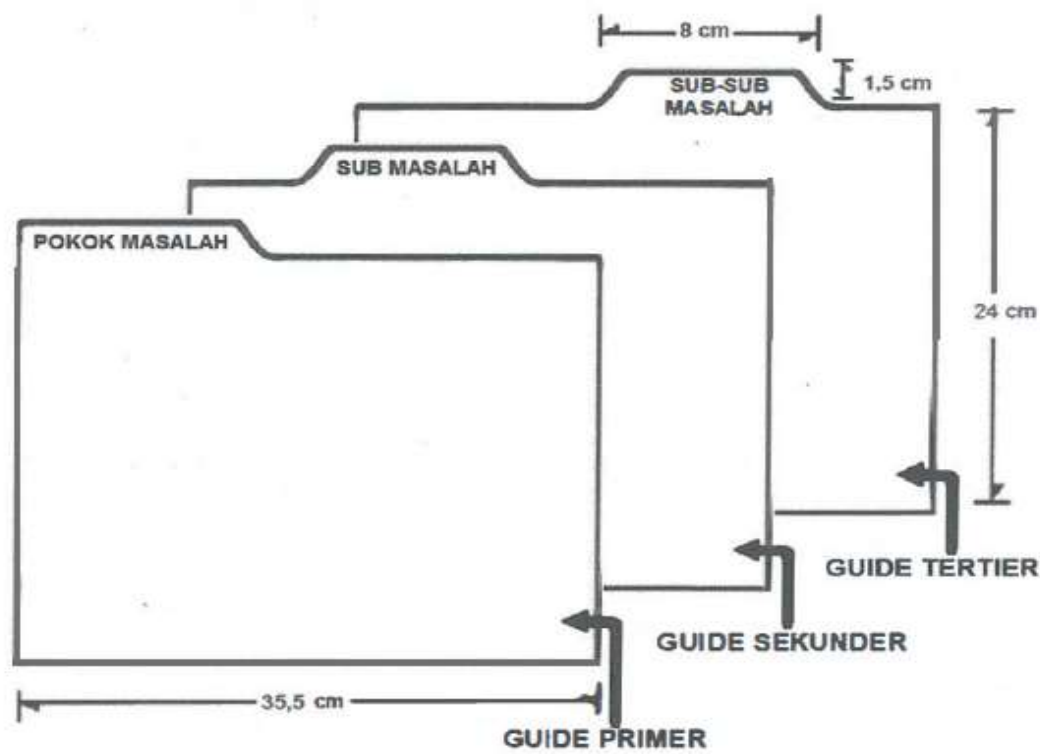 8 cm
1,5 cm
SUB-SUB
MASALAH
SUB MASALAH
POKOK MASALAH
24 cm
GUIDE TERTIER
GUIDE SEKUNDER
35,5 cm
GUIDE PRIMER